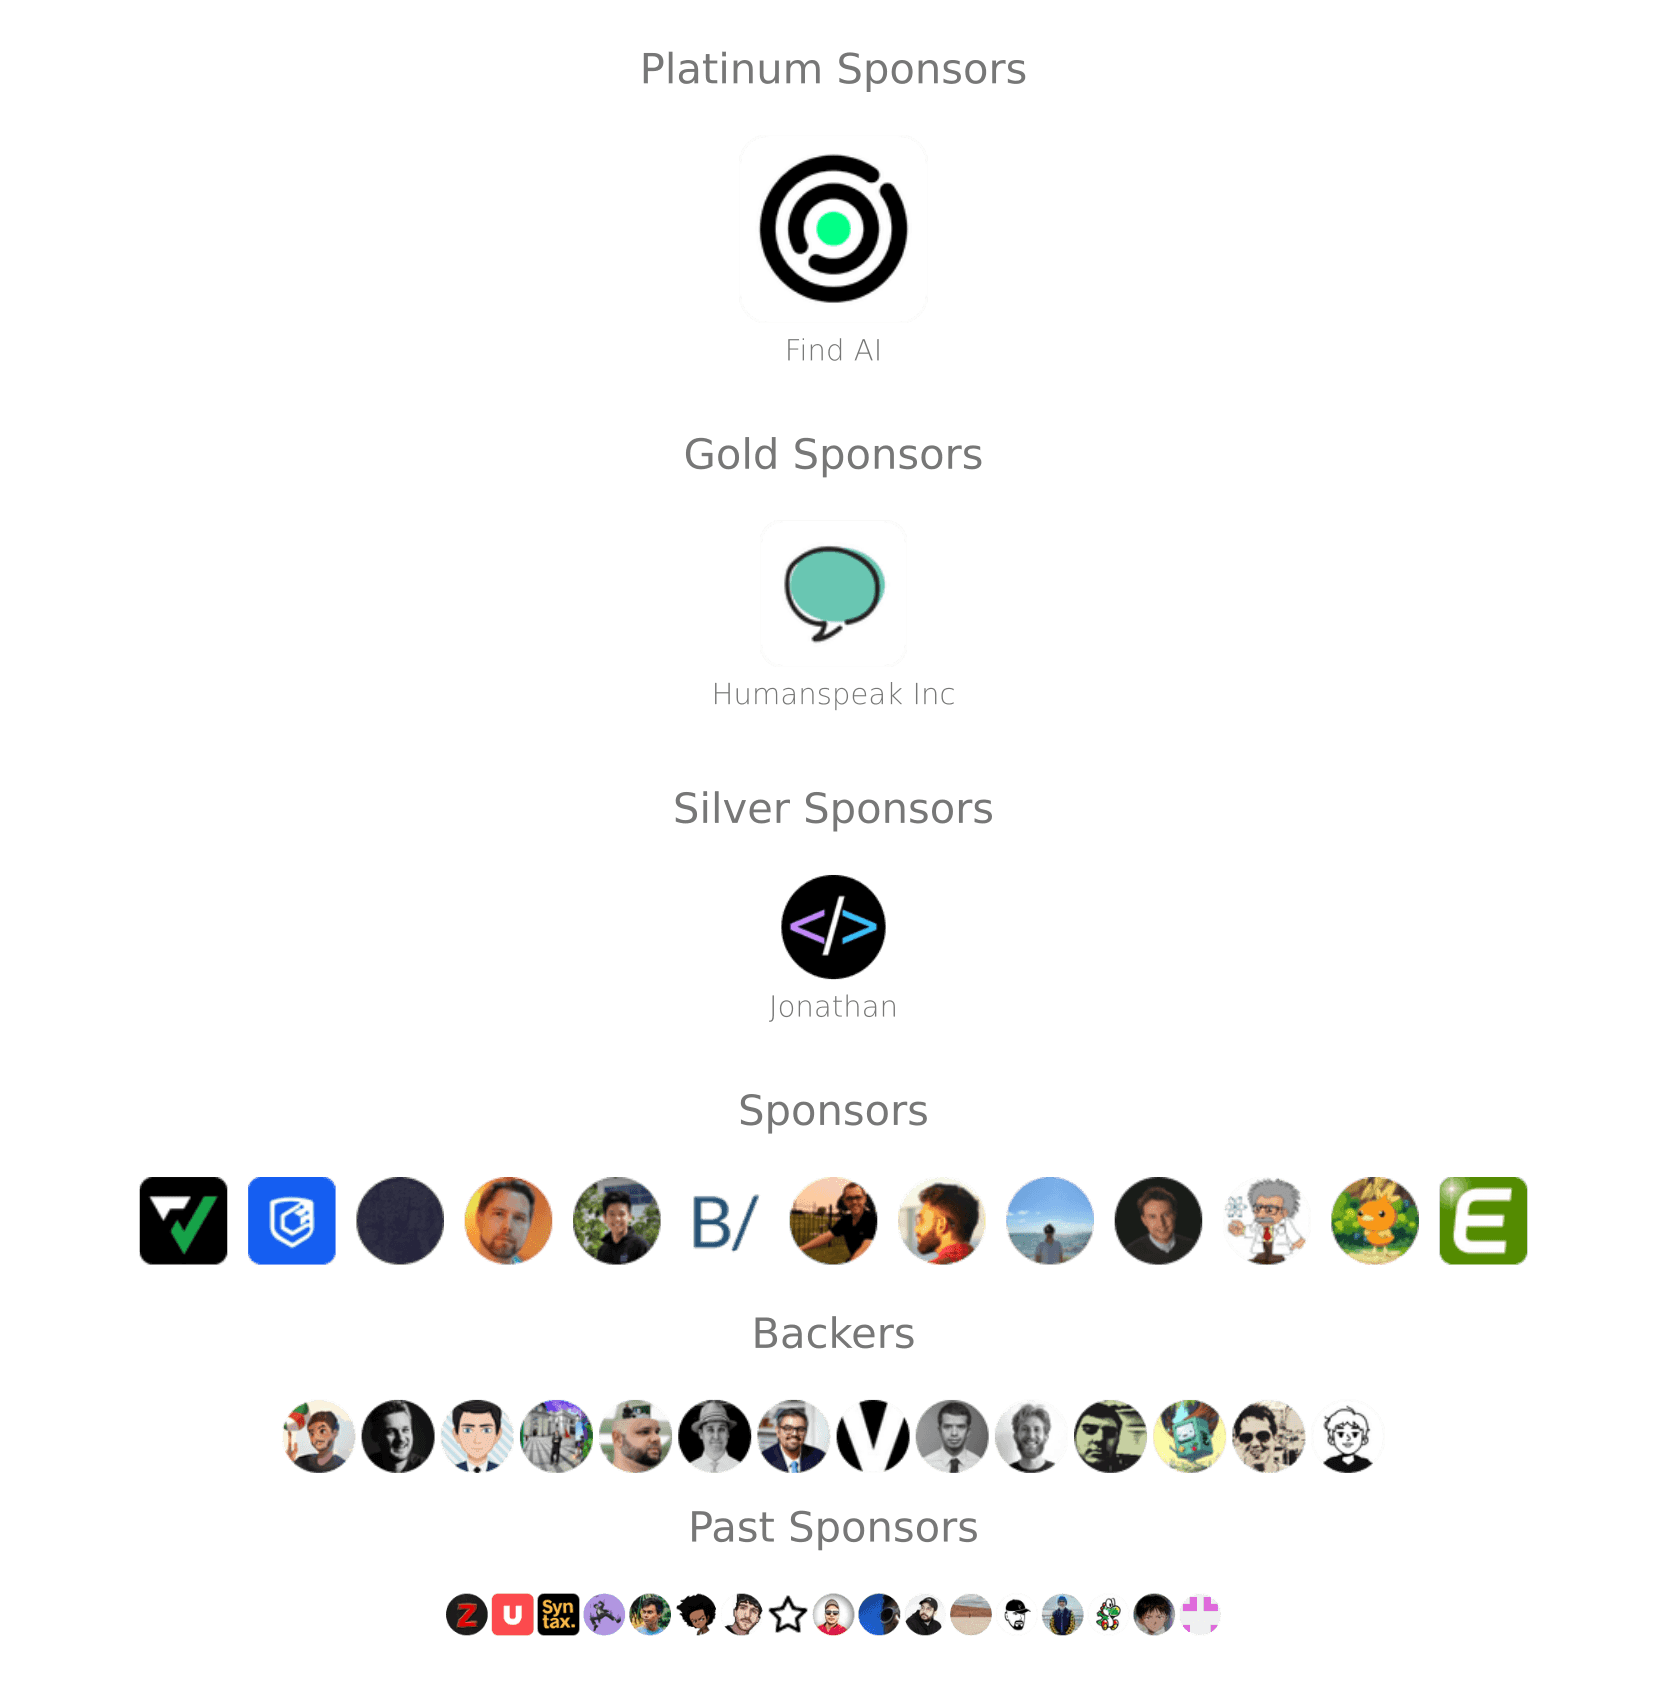 Platinum Sponsors
Find AI
Gold Sponsors
Humanspeak Inc
Silver Sponsors
</>
Jonathan
Sponsors
B/
E
Backers
V
Past Sponsors
Z
U
Syn
tax.